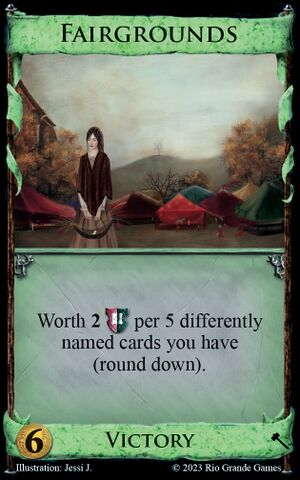 FAIRGROUNDS
Worth 2 per 5 differently
named cards you have
(round down).
6 VICTORY
Illustration: Jessi J. © 2023 Rio Grande Games